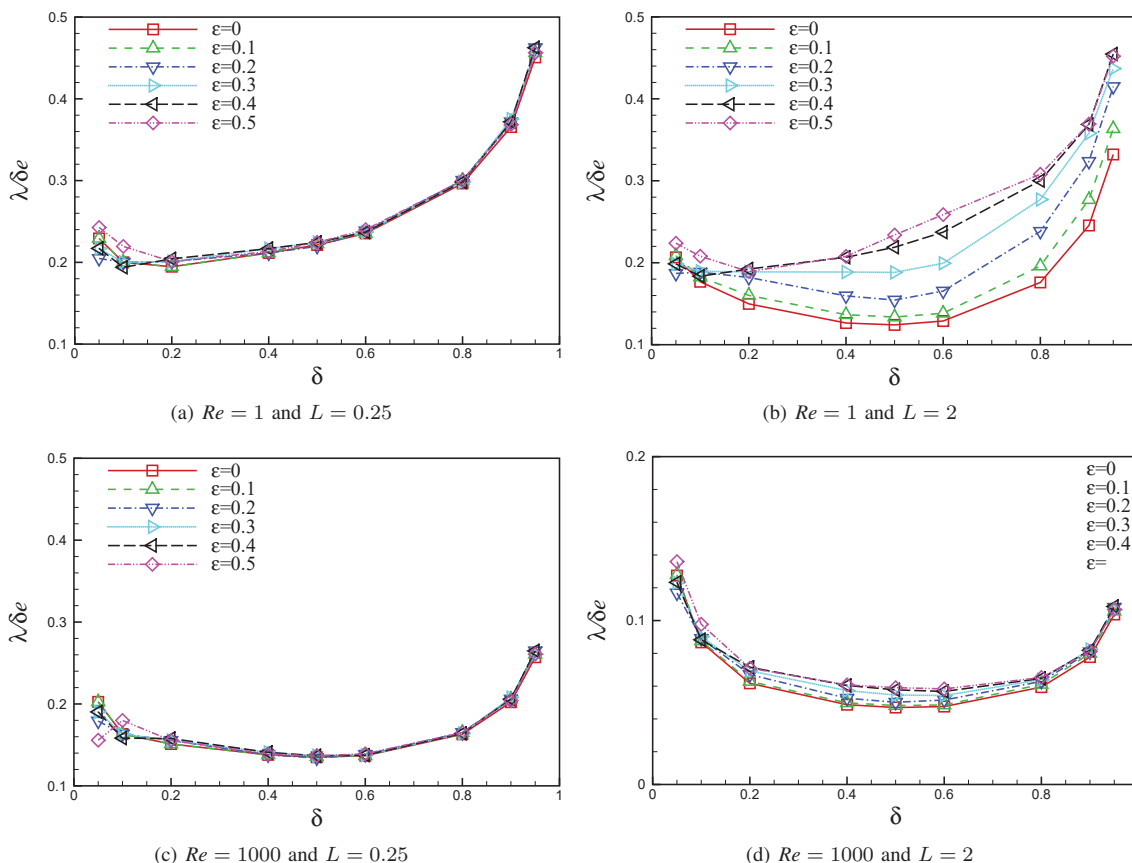 0.5
ε=0
ε=0.1
ε=0.2
ε=0.3
ε=0.4
ε=0.5
0.4
0.3
0.2
0.1
λ/δe
0 0.2 0.4 0.6 0.8 1
δ
(a) Re = 1 and L = 0.25
0.5
ε=0
ε=0.1
ε=0.2
ε=0.3
ε=0.4
ε=0.5
0.4
0.3
0.2
0.1
λ/δe
0 0.2 0.4 0.6 0.8
δ
(b) Re = 1 and L = 2
0.5
ε=0
ε=0.1
ε=0.2
ε=0.3
ε=0.4
ε=0.5
0.4
0.3
0.2
0.1
λ/δe
0 0.2 0.4 0.6 0.8 1
δ
(c) Re = 1000 and L = 0.25
0.2
ε=0
ε=0.1
ε=0.2
ε=0.3
ε=0.4
ε=
0.1
0
λ/δe
0 0.2 0.4 0.6 0.8
δ
(d) Re = 1000 and L = 2